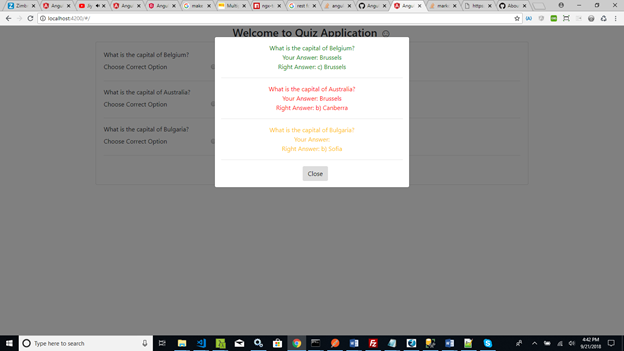 Zimb
Angu
Jiy
Angu
Angu
make
Multi
ngx-t
rest f
angul
Angu
Angu
mark
https
Abou
localhost:4200/#/
Welcome to Quiz Application
What is the capital of Belgium?
Choose Correct Option
What is the capital of Australia?
Choose Correct Option
What is the capital of Bulgaria?
Choose Correct Option
What is the capital of Belgium?
Your Answer: Brussels
Right Answer: c) Brussels
What is the capital of Australia?
Your Answer: Brussels
Right Answer: b) Canberra
What is the capital of Bulgaria?
Your Answer:
Right Answer: b) Sofia
Close
Type here to search
4:42 PM
9/21/2018